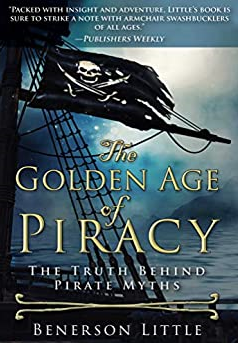 "PACKED WITH INSIGHT AND ADVENTURE, LITTLE'S BOOK IS
SURE TO STRIKE A NOTE WITH ARMCHAIR SWASHBUCKLERS
OF ALL AGES."
—PUBLISHERS WEEKLY
The
GOLDEN AGE
of
PIRACY
THE TRUTH BEHIND
PIRATE MYTHS
BENERSON LITTLE